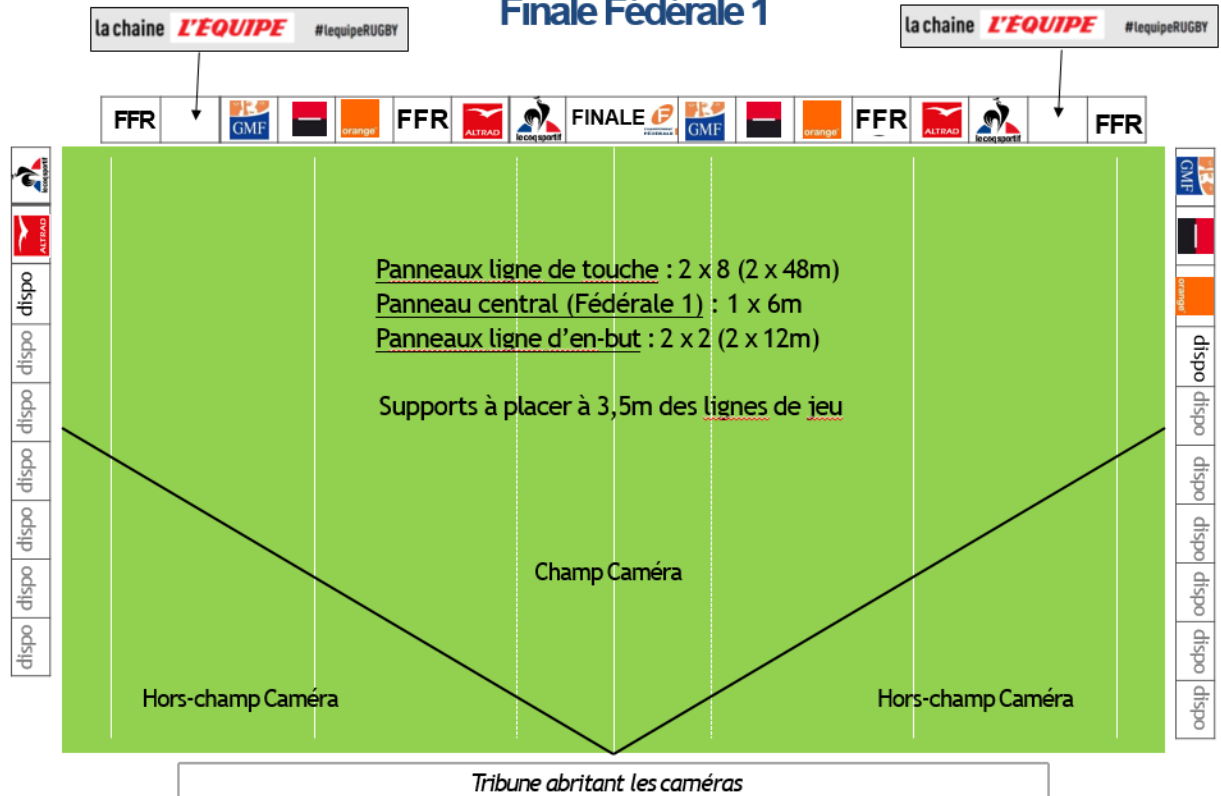 Finale Fédérale 1
la chaine L'ÉQUIPE #lequipeRUGBY
la chaine L'ÉQUIPE #lequipeRUGBY
FFR GMF orange FFR ALTRAD le coq sportif FINALE F CHAMPIONNAT FÉDÉRALE GMF orange FFR ALTRAD le coq sportif FFR
le coq sportif
ALTRAD
dispo
dispo
dispo
dispo
dispo
dispo
dispo
Panneaux ligne de touche : 2 x 8 (2 x 48m)
Panneau central (Fédérale 1) : 1 x 6m
Panneaux ligne d'en-but : 2 x 2 (2 x 12m)
Supports à placer à 3,5m des lignes de jeu
Champ Caméra
Hors-champ Caméra
Hors-champ Caméra
GMF
orange
dispo
dispo
dispo
dispo
dispo
dispo
dispo
Tribune abritant les caméras